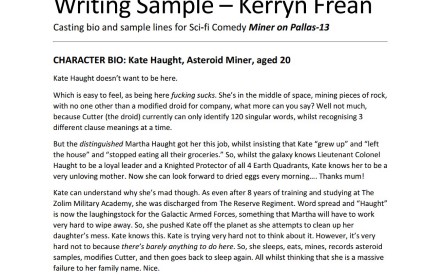 Writing Sample – Kerryn Frean
Casting bio and sample lines for Sci-fi Comedy Miner on Pallas-13
CHARACTER BIO: Kate Haught, Asteroid Miner, aged 20
Kate Haught doesn't want to be here.
Which is easy to feel, as being here fucking sucks. She's in the middle of space, mining pieces of rock,
with no one other than a modified droid for company, what more can you say? Well not much,
because Cutter (the droid) currently can only identify 120 singular words, whilst recognising 3
different clause meanings at a time.
But the distinguished Martha Haught got her this job, whilst insisting that Kate "grew up" and "left
the house" and "stopped eating all their groceries." So, whilst the galaxy knows Lieutenant Colonel
Haught to be a loyal leader and a Knighted Protector of all 4 Earth Quadrants, Kate knows her to be a
very unloving mother. Now she can look forward to dried eggs every morning…. Thanks mum!
Kate can understand why she's mad though. As even after 8 years of training and studying at The
Zolim Military Academy, she was discharged from The Reserve Regiment. Word spread and "Haught"
is now the laughingstock for the Galactic Armed Forces, something that Martha will have to work
very hard to wipe away. So, she pushed Kate off the planet as she attempts to clean up her
daughter's mess. Kate knows this. Kate is trying very hard not to think about it. However, it's very
hard not to because there's barely anything to do here. So, she sleeps, eats, mines, records asteroid
samples, modifies Cutter, and then goes back to sleep again. All whilst thinking that she is a massive
failure to her family name. Nice.